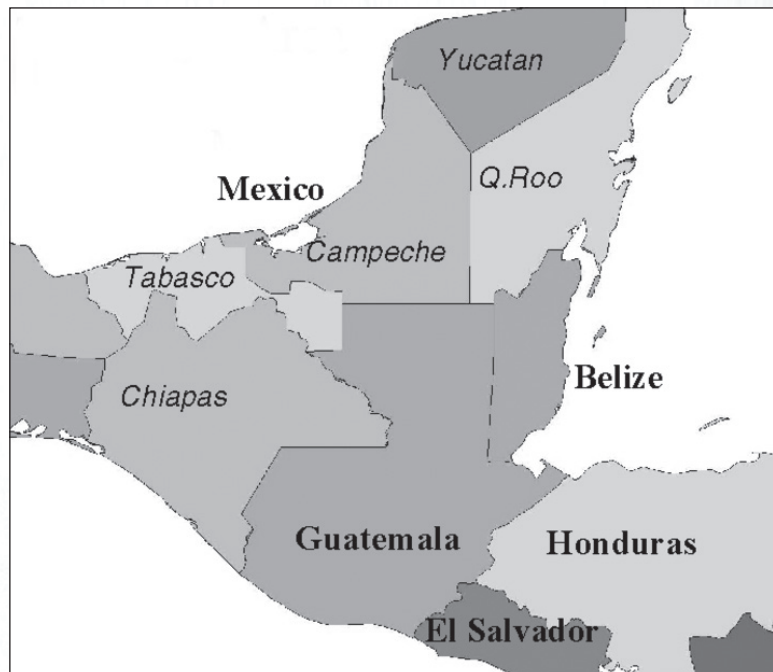 Yucatan
Q.Roo
Mexico
Campeche
Tabasco
Belize
Chiapas
Guatemala
Honduras
El Salvador